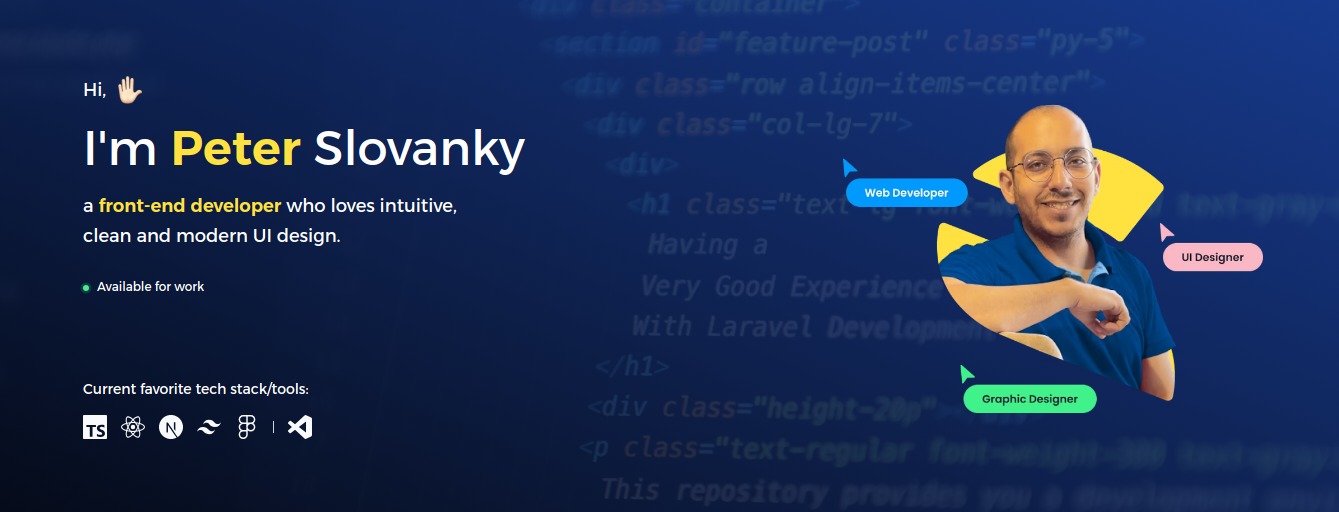 Hi,
I'm Peter Slovanky
a front-end developer who loves intuitive,
clean and modern UI design.
Available for work
Current favorite tech stack/tools:
TS
N
Web Developer
UI Designer
Graphic Designer
<div class="container">
<section id="feature-post" class="py-5">
<div class="row align-items-center">
<div class="col-lg-7">
<div>
<h1 class="text-lg
Having a
Very Good Experience
With Laravel Development
</h1>
<div class="height-20p"
<p class="text-regular font-weight-300 text-gray
This repository provides you a development